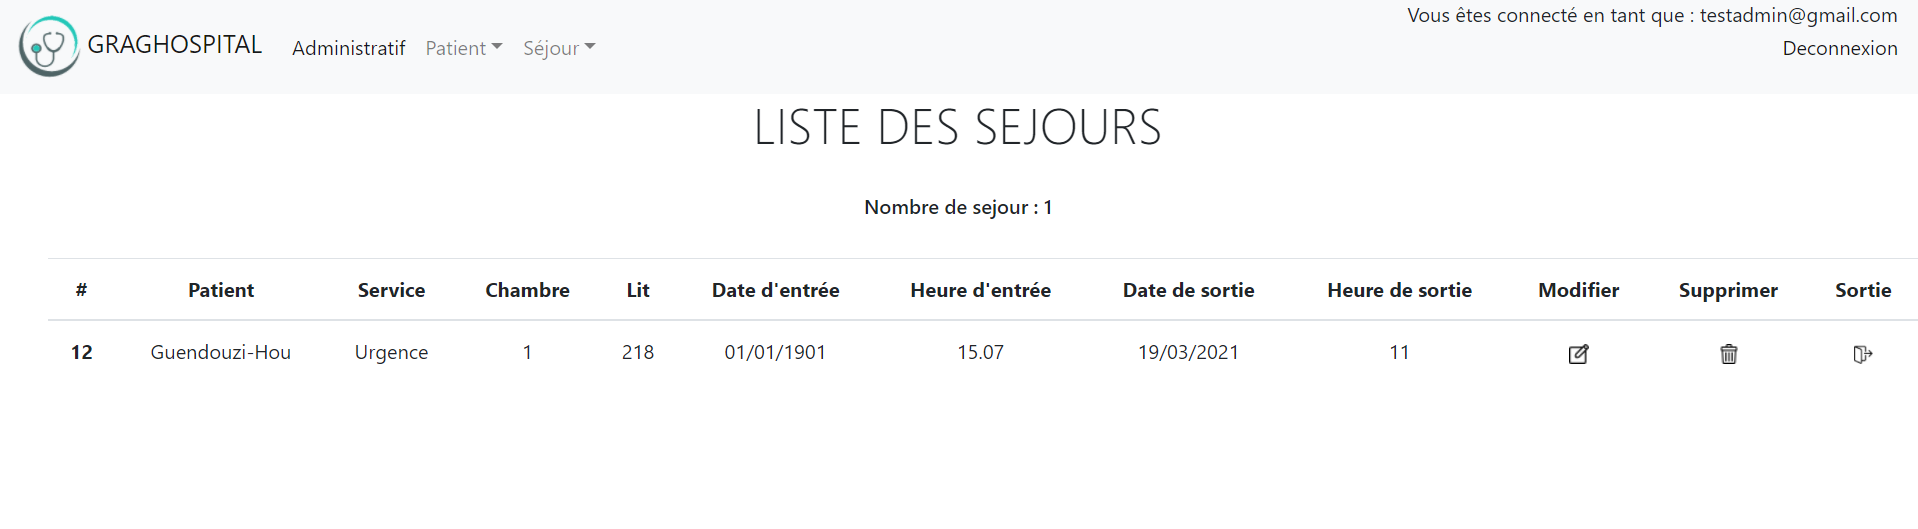 Vous êtes connecté en tant que : testadmin@gmail.com
GRAGHOSPITAL Administratif Patient Séjour Deconnexion
LISTE DES SEJOURS
Nombre de sejour : 1
# Patient Service Chambre Lit Date d'entrée Heure d'entrée Date de sortie Heure de sortie Modifier Supprimer Sortie
12 Guendouzi-Hou Urgence 1 218 01/01/1901 15.07 19/03/2021 11